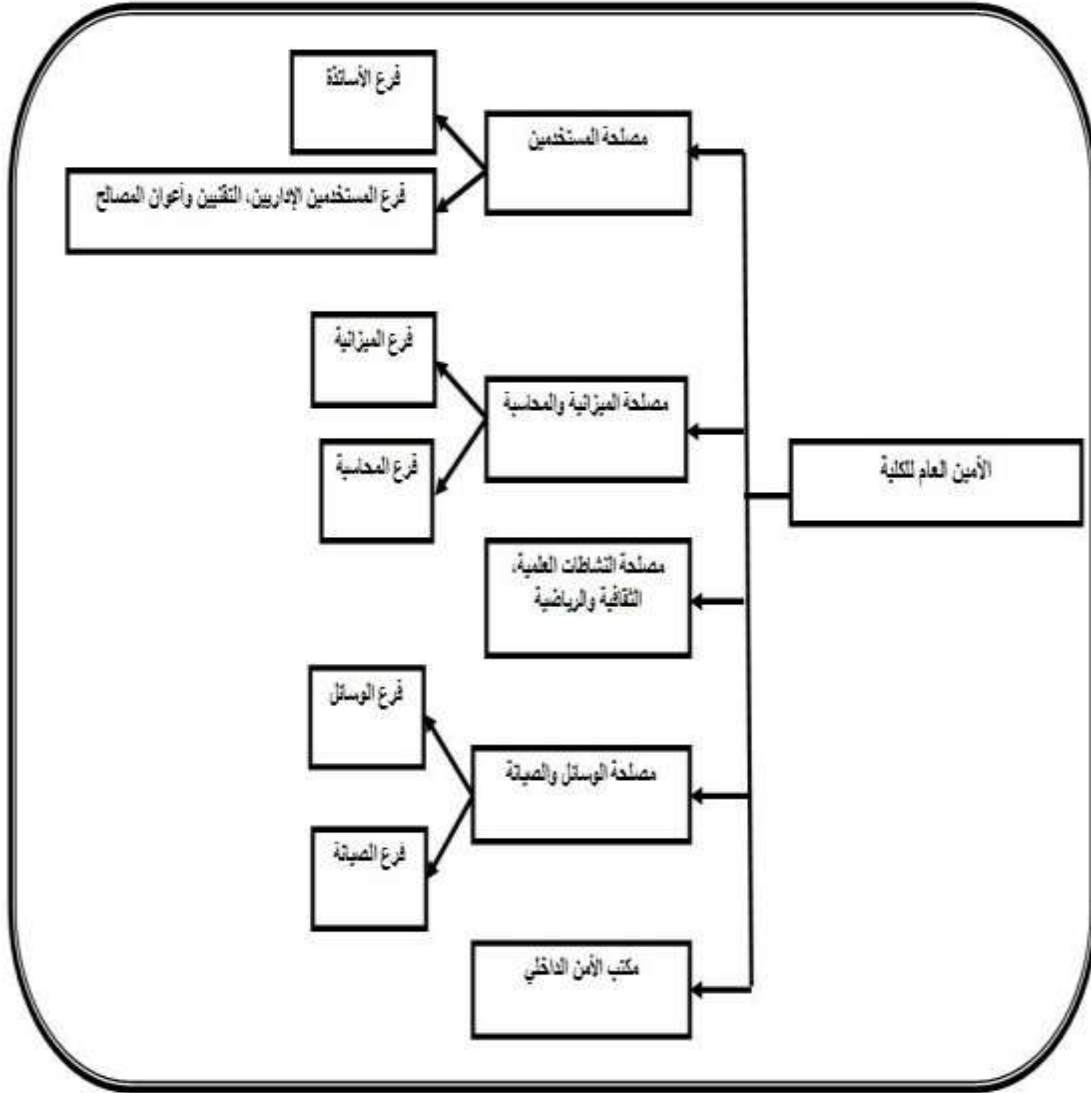 الأمين العام للكلية
مصلحة المستخدمين
فرع الأساتذة
فرع المستخدمين الإداريين، التقنيين وأعوان المصالح
مصلحة الميزانية والمحاسبة
فرع الميزانية
فرع المحاسبة
مصلحة النشاطات العلمية،
الثقافية والرياضية
مصلحة الوسائل والصيانة
فرع الوسائل
فرع الصيانة
مكتب الأمن الداخلي